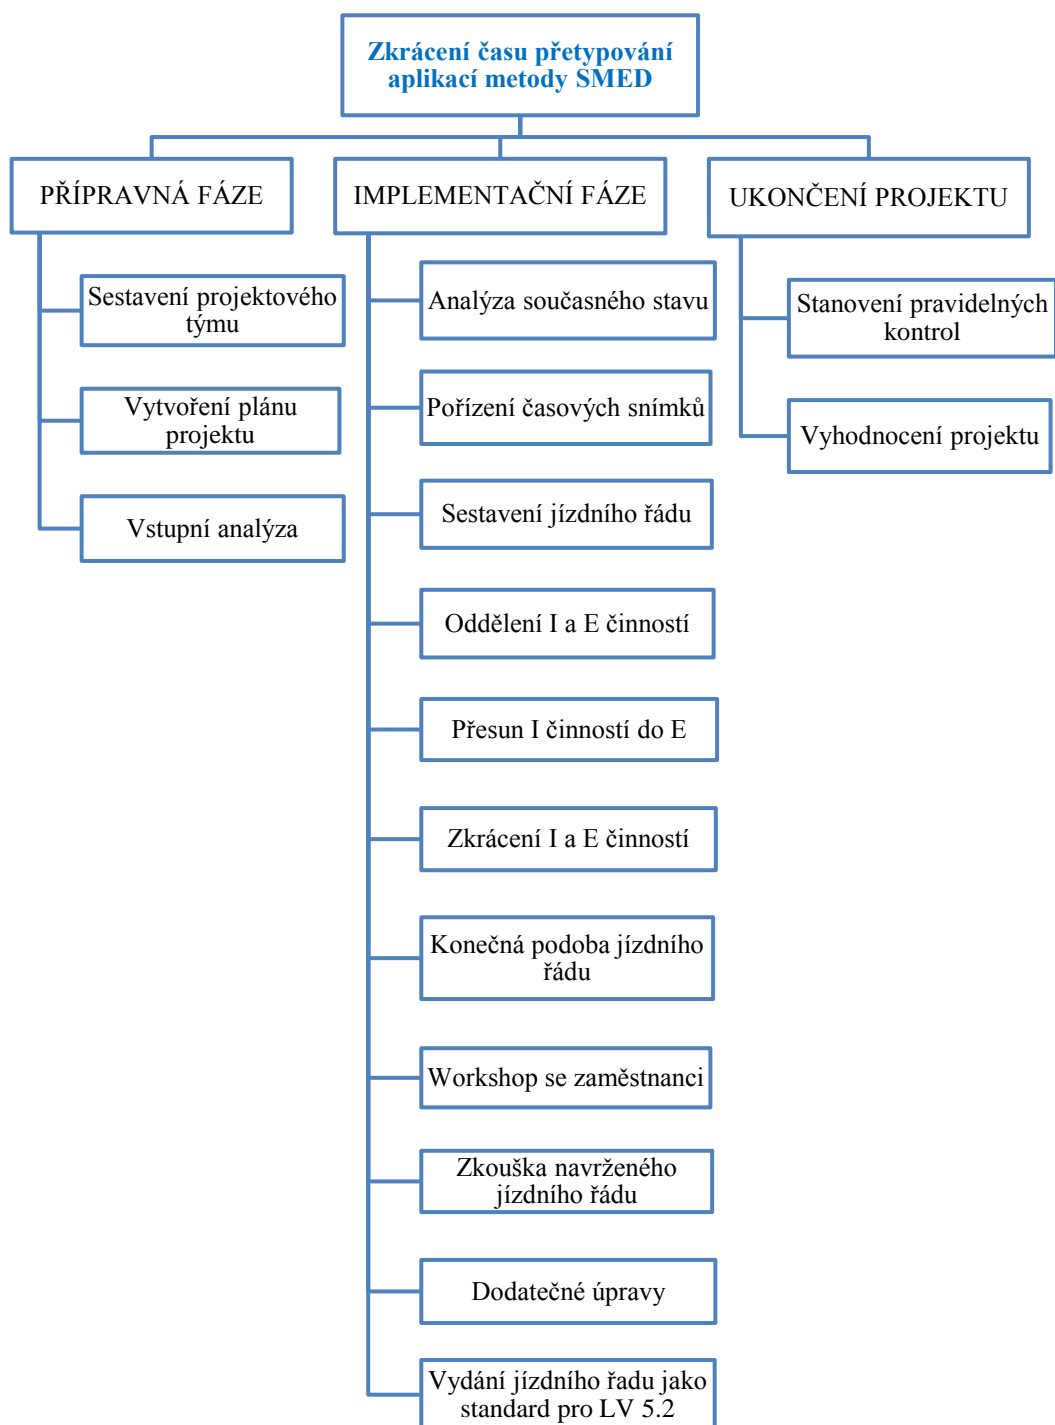 Zkrácení času přetypování
aplikací metody SMED
PŘÍPRAVNÁ FÁZE
Sestavení projektového
týmu
Vytvoření plánu
projektu
Vstupní analýza
IMPLEMENTAČNÍ FÁZE
Analýza současného stavu
Pořízení časových snímků
Sestavení jízdního řádu
Oddělení I a E činností
Přesun I činností do E
Zkrácení I a E činností
Konečná podoba jízdního
řádu
Workshop se zaměstnanci
Zkouška navrženého
jízdního řádu
Dodatečné úpravy
Vydání jízdního řadu jako
standard pro LV 5.2
UKONČENÍ PROJEKTU
Stanovení pravidelných
kontrol
Vyhodnocení projektu